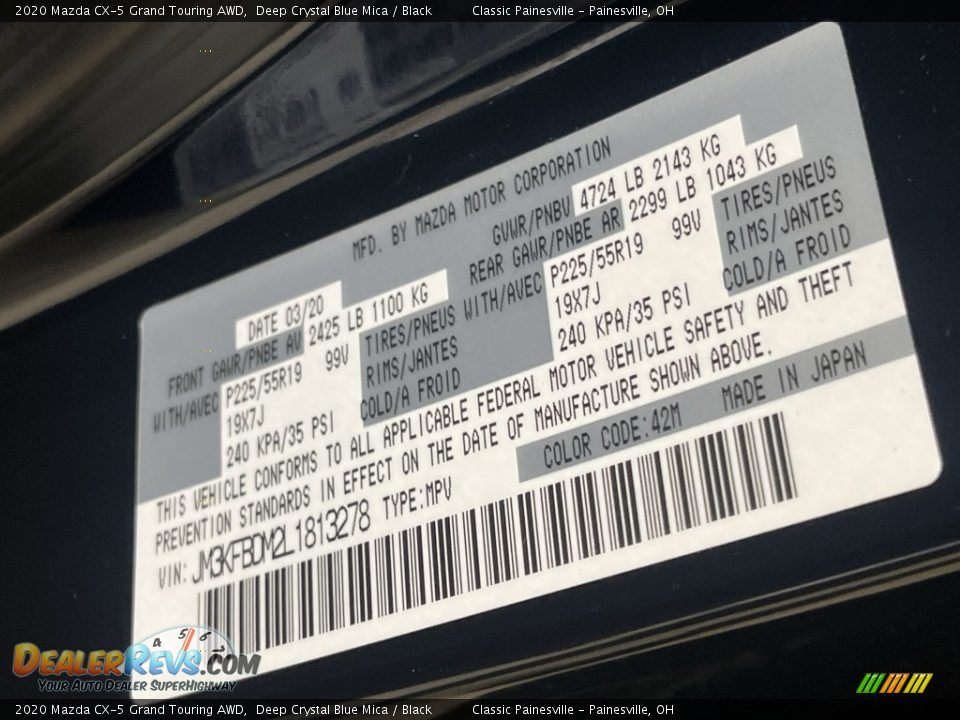 2020 Mazda CX-5 Grand Touring AWD, Deep Crystal Blue Mica / Black Classic Painesville - Painesville, OH
MFD. BY MAZDA MOTOR CORPORATION
DATE 03/20 GVWR/PNBV 4724 LB 2143 KG
FRONT GAWR/PNBE AV 2425 LB 1100 KG REAR GAWR/PNBE AR 2299 LB 1043 KG
WITH/AVEC P225/55R19 99V TIRES/PNEUS WITH/AVEC P225/55R19 99V TIRES/PNEUS
19X7J RIMS/JANTES 19X7J RIMS/JANTES
240 KPA/35 PSI COLD/A FROID 240 KPA/35 PSI COLD/A FROID
THIS VEHICLE CONFORMS TO ALL APPLICABLE FEDERAL MOTOR VEHICLE SAFETY AND THEFT
PREVENTION STANDARDS IN EFFECT ON THE DATE OF MANUFACTURE SHOWN ABOVE.
VIN: JM3KFBDM2L1813278 TYPE:MPV COLOR CODE:42M MADE IN JAPAN
4 5 6
DEALERREVS.COM
YOUR AUTO DEALER SUPERHIGHWAY
2020 Mazda CX-5 Grand Touring AWD, Deep Crystal Blue Mica / Black Classic Painesville - Painesville, OH